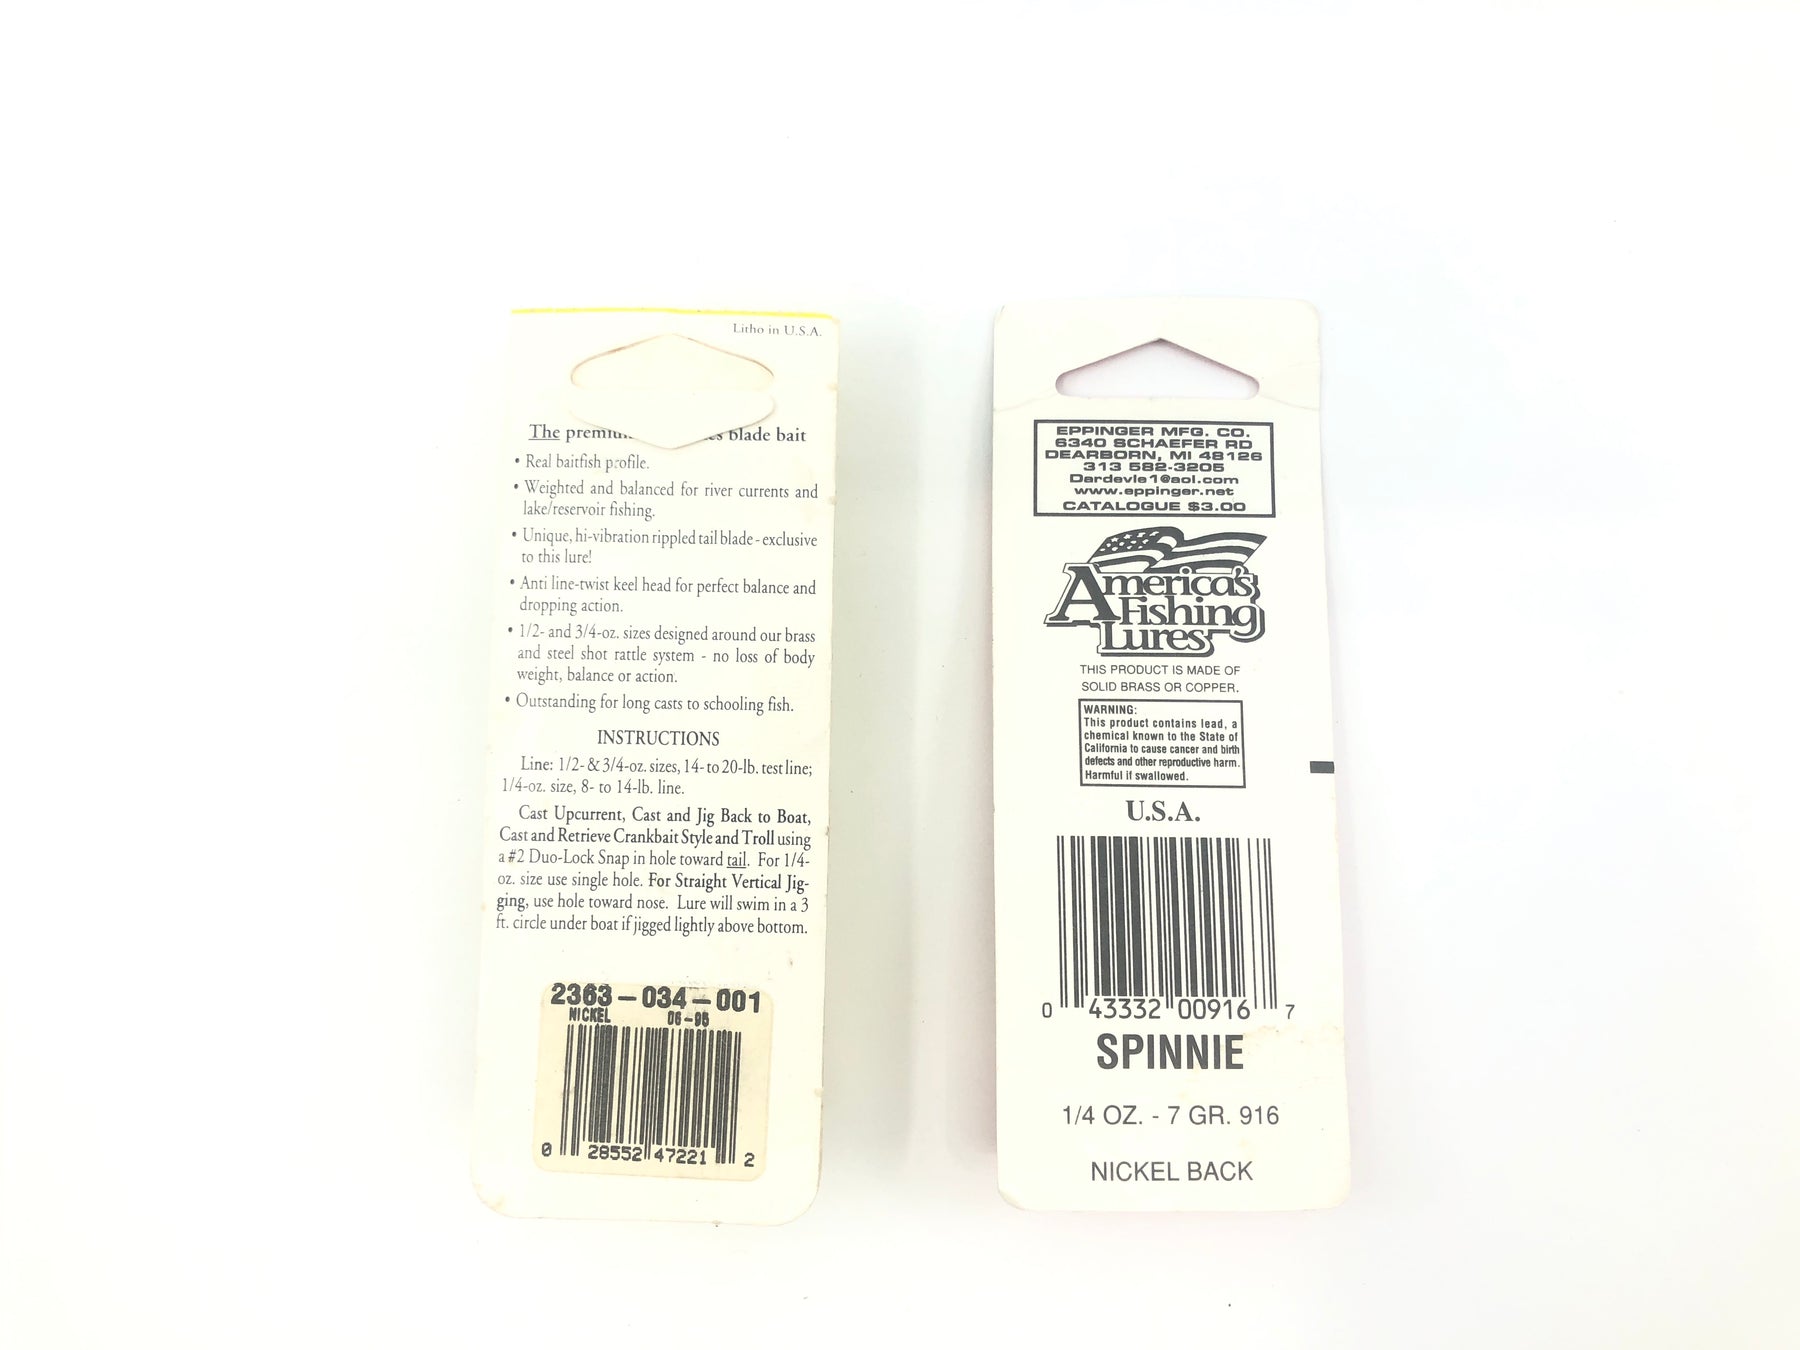 Litho in U.S.A.
The blade bait
• Real baitfish profile.
• Weighted and balanced for river currents and
lake/reservoir fishing.
• Unique, hi-vibration rippled tail blade - exclusive
to this lure!
• Anti line-twist keel head for perfect balance and
dropping action.
• 1/2- and 3/4-oz. sizes designed around our brass
and steel shot rattle system - no loss of body
weight, balance or action.
• Outstanding for long casts to schooling fish.
INSTRUCTIONS
Line: 1/2- & 3/4-oz. sizes, 14- to 20-lb. test line;
1/4-oz. size, 8- to 14-lb. line.
Cast Upcurrent, Cast and Jig Back to Boat,
Cast and Retrieve Crankbait Style and Troll using
a #2 Duo-Lock Snap in hole toward tail. For 1/4-
oz. size use single hole. For Straight Vertical Jig-
ging, use hole toward nose. Lure will swim in a 3
ft. circle under boat if jigged lightly above bottom.
2363-034-001
NICKEL
0 28552 47221 2
EPPINGER MFG. CO.
6340 SCHAEFER RD
DEARBORN, MI 48126
313 582-3205
Dardevle1@aol.com
www.eppinger.net
CATALOGUE $3.00
America's
Fishing
Lures
THIS PRODUCT IS MADE OF
SOLID BRASS OR COPPER.
WARNING:
This product contains lead, a
chemical known to the State of
California to cause cancer and birth
defects and other reproductive harm.
Harmful if swallowed.
U.S.A.
0 43332 00916 7
SPINNIE
1/4 OZ. - 7 GR. 916
NICKEL BACK